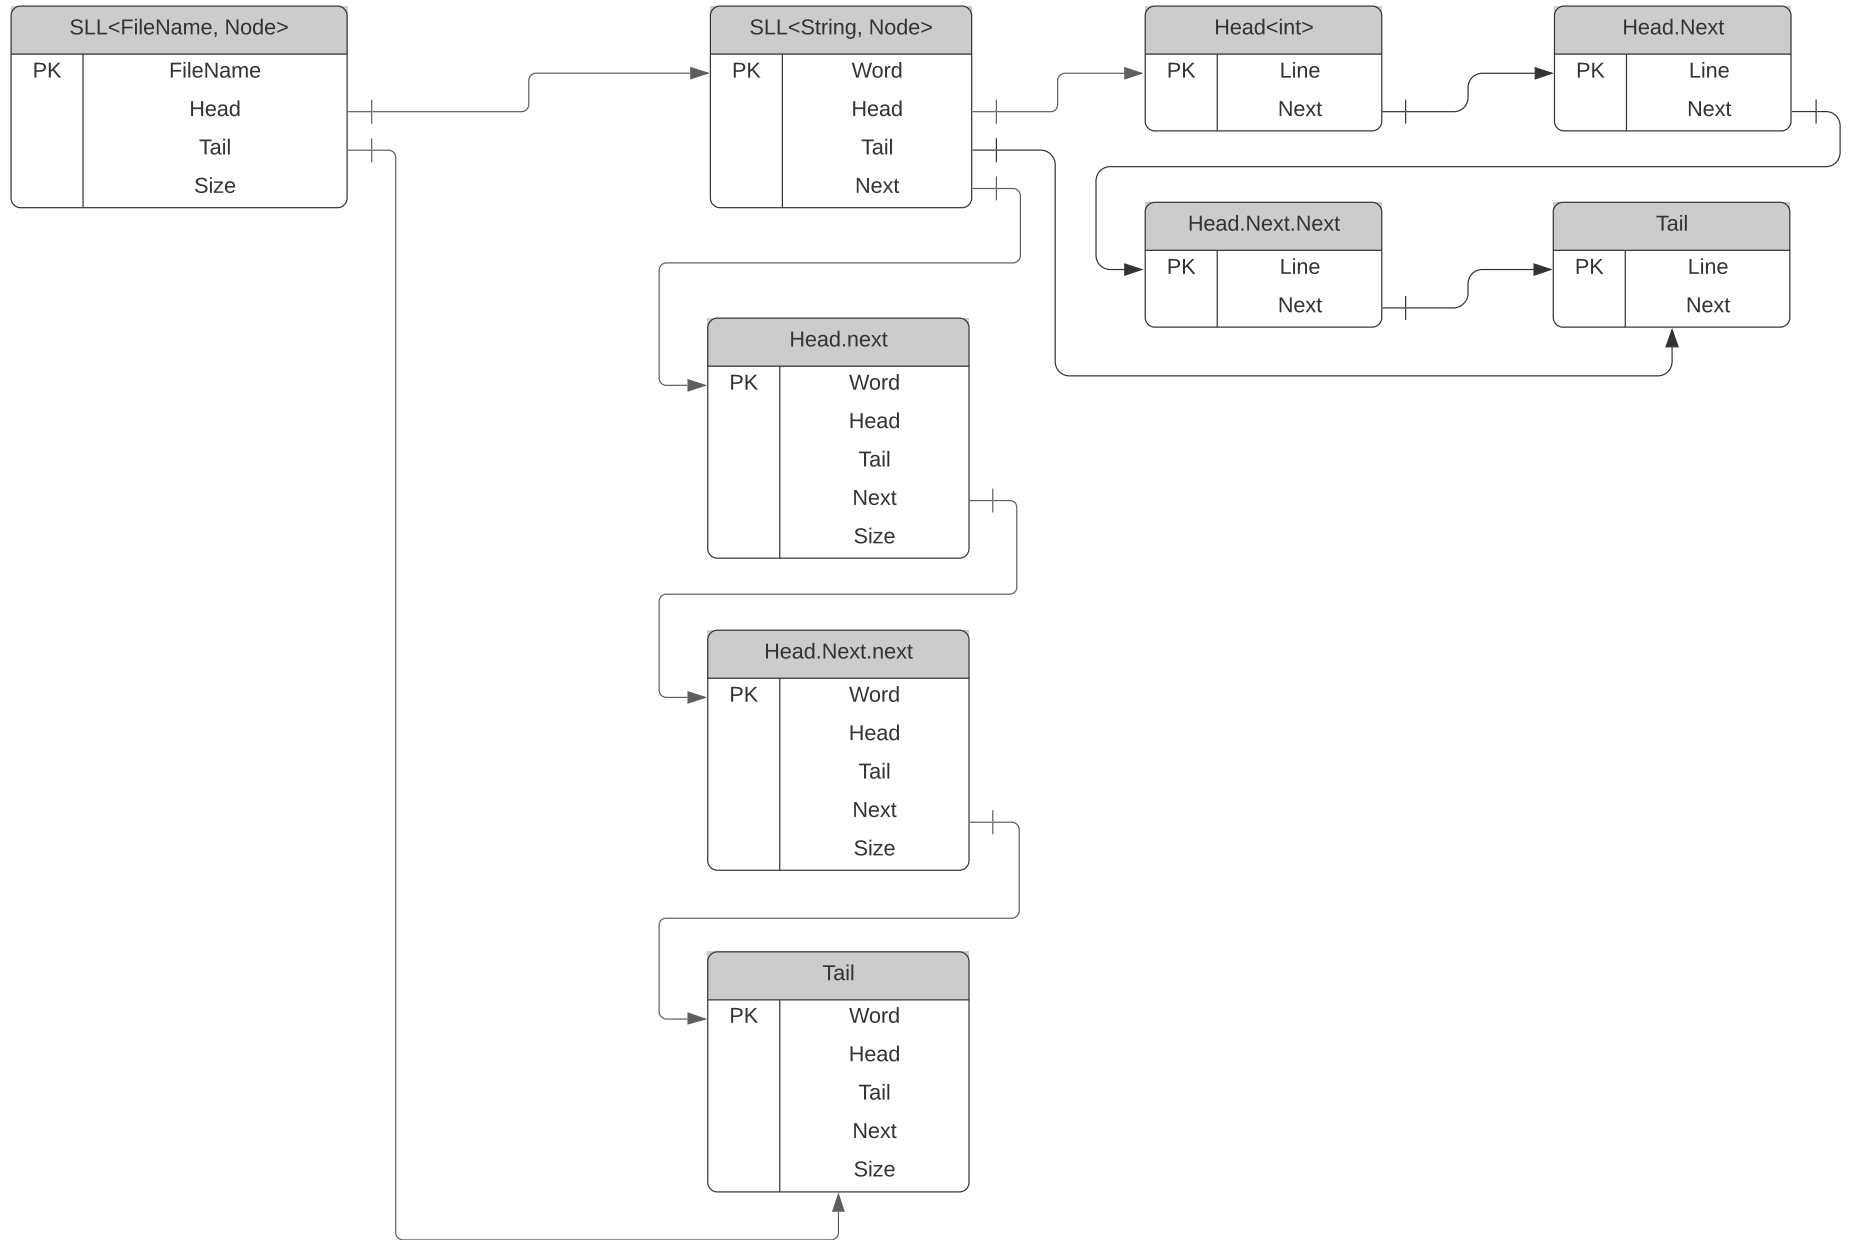 SLL<FileName, Node>
PK FileName
Head
Tail
Size
SLL<String, Node>
PK Word
Head
Tail
Next
Head<int>
PK Line
Next
Head.Next
PK Line
Next
Head.Next.Next
PK Line
Next
Tail
PK Line
Next
Head.next
PK Word
Head
Tail
Next
Size
Head.Next.next
PK Word
Head
Tail
Next
Size
Tail
PK Word
Head
Tail
Next
Size